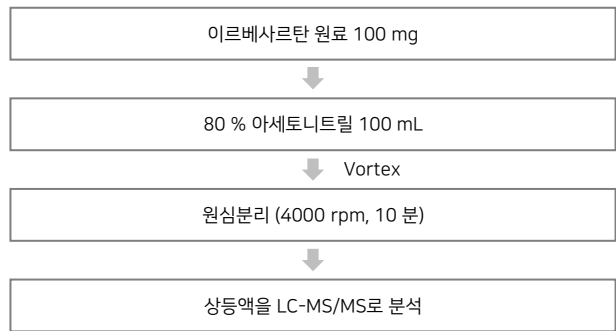 이르베사르탄 원료 100 mg
80 % 아세토니트릴 100 mL
Vortex
원심분리 (4000 rpm, 10 분)
상등액을 LC-MS/MS로 분석